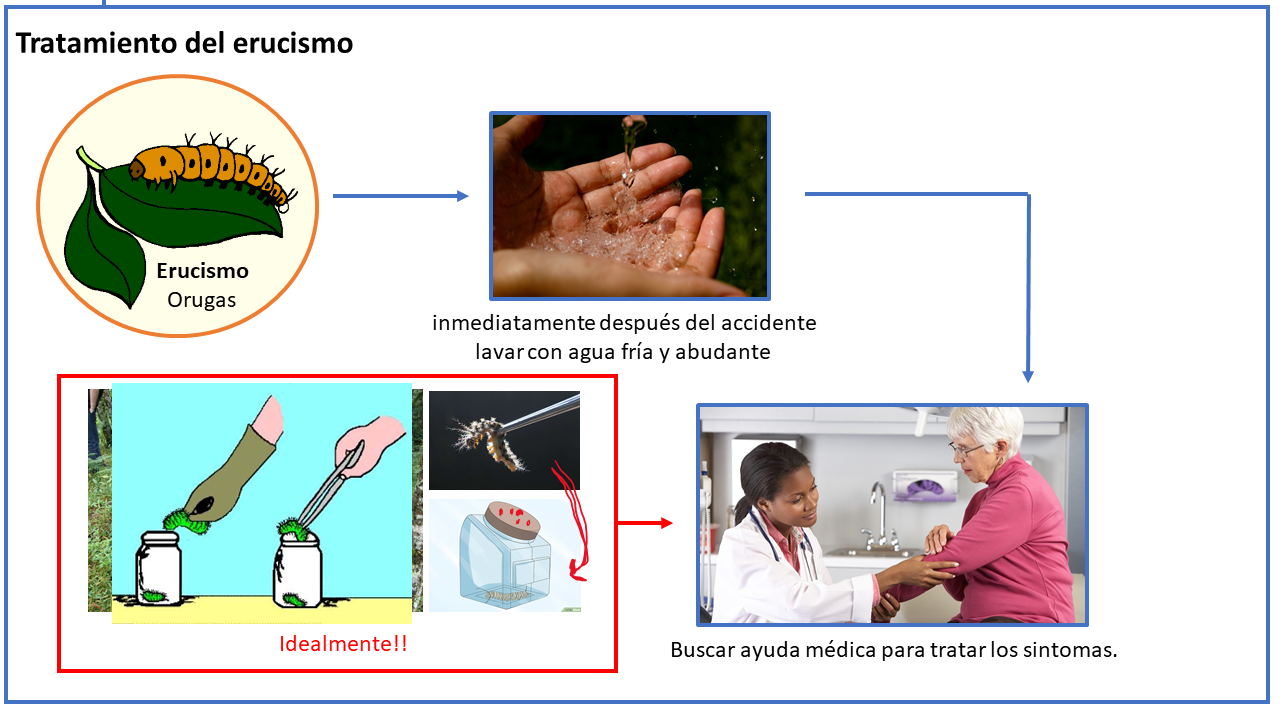 Tratamiento del erucismo
Erucismo
Orugas
inmediatamente después del accidente
lavar con agua fría y abudante
Idealmente!!
Buscar ayuda médica para tratar los sintomas.